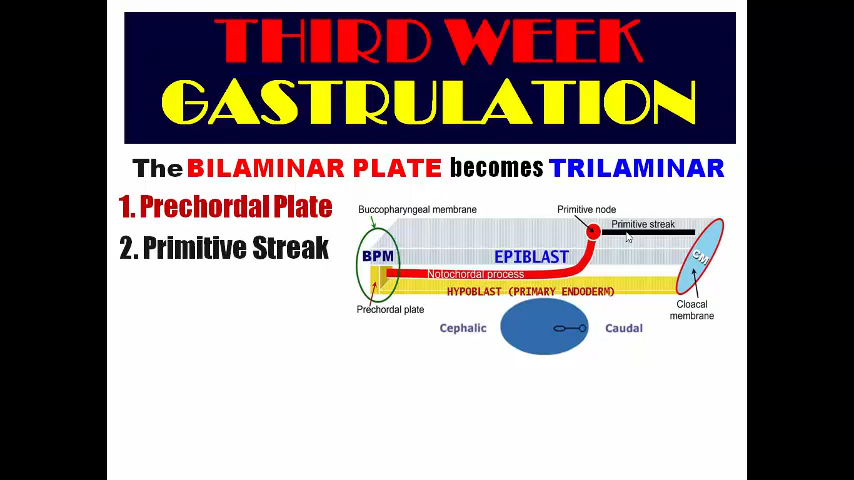 THIRD WEEK
GASTRULATION
The BILAMINAR PLATE becomes TRILAMINAR
1. Prechordal Plate
2. Primitive Streak
Buccopharyngeal membrane
Primitive node
Primitive streak
BPM
EPIBLAST
CM
Notochordal process
HYPOBLAST (PRIMARY ENDODERM)
Prechordal plate
Cloacal
membrane
Cephalic
Caudal